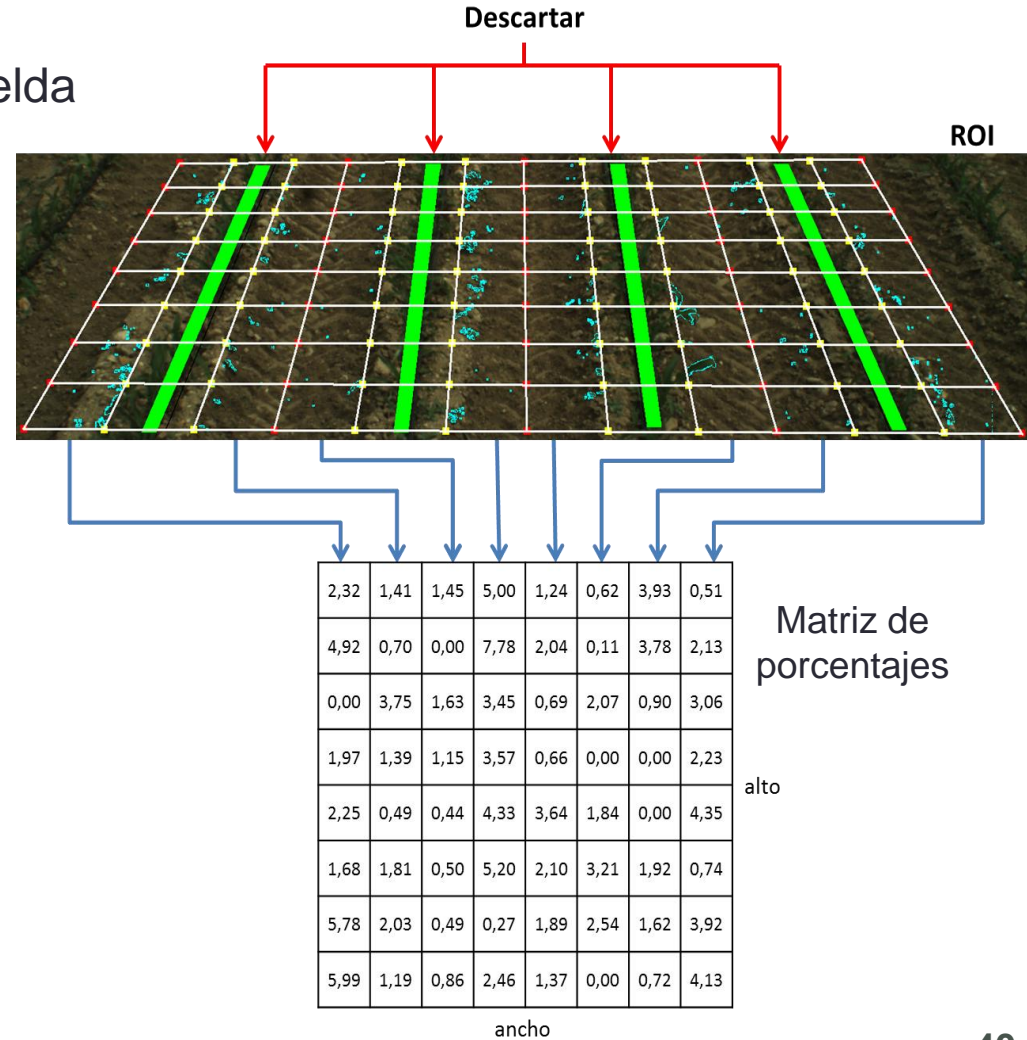 Descartar
elda
ROI
2,32 1,41 1,45 5,00 1,24 0,62 3,93 0,51
4,92 0,70 0,00 7,78 2,04 0,11 3,78 2,13
0,00 3,75 1,63 3,45 0,69 2,07 0,90 3,06
1,97 1,39 1,15 3,57 0,66 0,00 0,00 2,23
2,25 0,49 0,44 4,33 3,64 1,84 0,00 4,35
1,68 1,81 0,50 5,20 2,10 3,21 1,92 0,74
5,78 2,03 0,49 0,27 1,89 2,54 1,62 3,92
5,99 1,19 0,86 2,46 1,37 0,00 0,72 4,13
Matriz de
porcentajes
alto
ancho